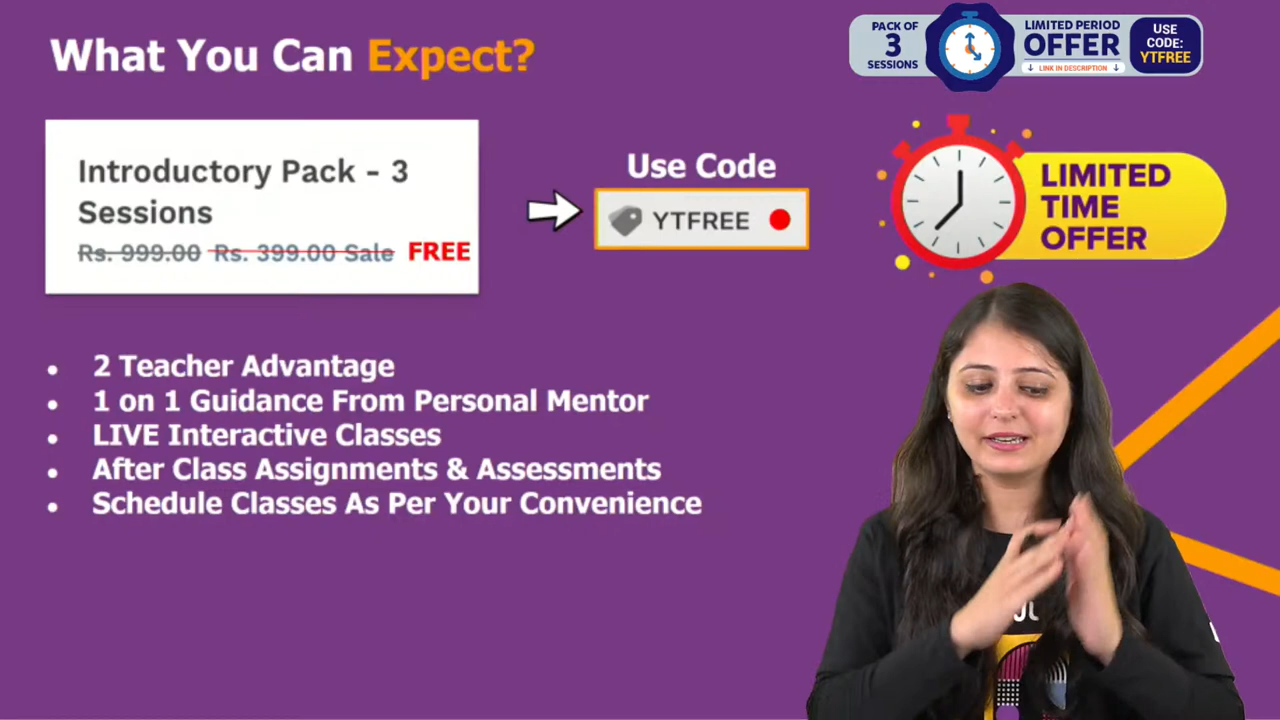 What You Can Expect?
PACK OF
3
SESSIONS
LIMITED PERIOD
OFFER
↓ LINK IN DESCRIPTION ↓
USE
CODE:
YTFREE
Introductory Pack - 3
Sessions
Rs. 999.00 Rs. 399.00 Sale FREE
Use Code
YTFREE
LIMITED
TIME
OFFER
• 2 Teacher Advantage
• 1 on 1 Guidance From Personal Mentor
• LIVE Interactive Classes
• After Class Assignments & Assessments
• Schedule Classes As Per Your Convenience